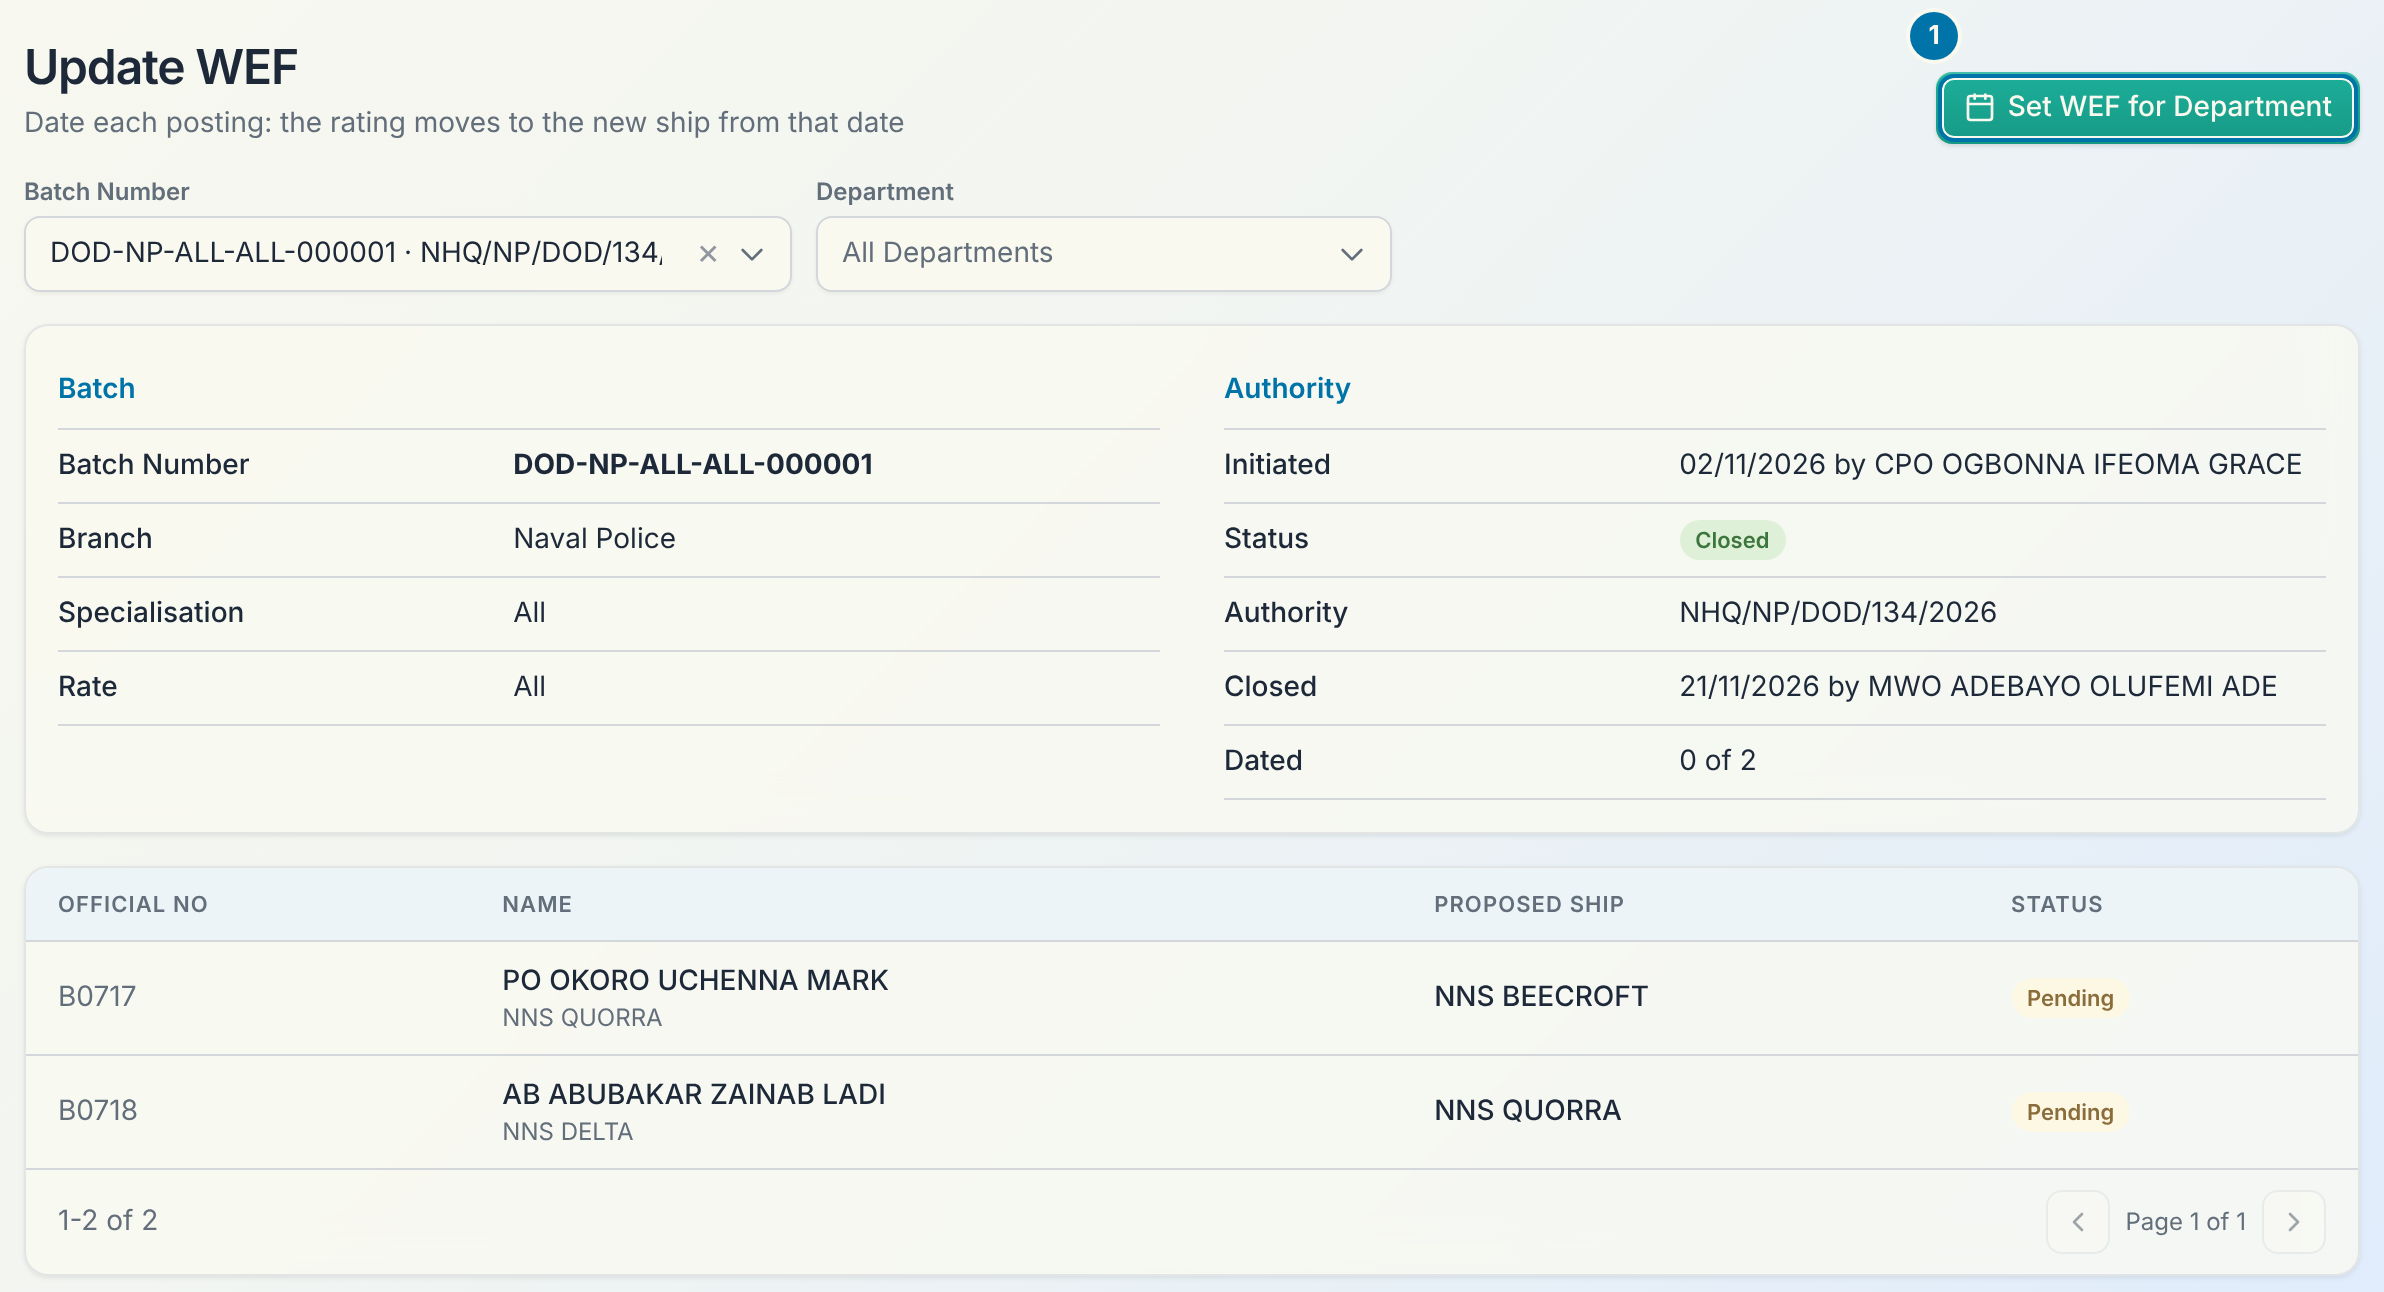 1
Update WEF
Set WEF for Department
Date each posting: the rating moves to the new ship from that date
Batch Number
Department
DOD-NP-ALL-ALL-000001 · NHQ/NP/DOD/134/
All Departments
Batch
Authority
Batch Number DOD-NP-ALL-ALL-000001
Initiated 02/11/2026 by CPO OGBONNA IFEOMA GRACE
Branch Naval Police
Status Closed
Specialisation All
Authority NHQ/NP/DOD/134/2026
Rate All
Closed 21/11/2026 by MWO ADEBAYO OLUFEMI ADE
Dated 0 of 2
OFFICIAL NO NAME PROPOSED SHIP STATUS
B0717 PO OKORO UCHENNA MARK NNS BEECROFT Pending
NNS QUORRA
B0718 AB ABUBAKAR ZAINAB LADI NNS QUORRA Pending
NNS DELTA
1-2 of 2
Page 1 of 1